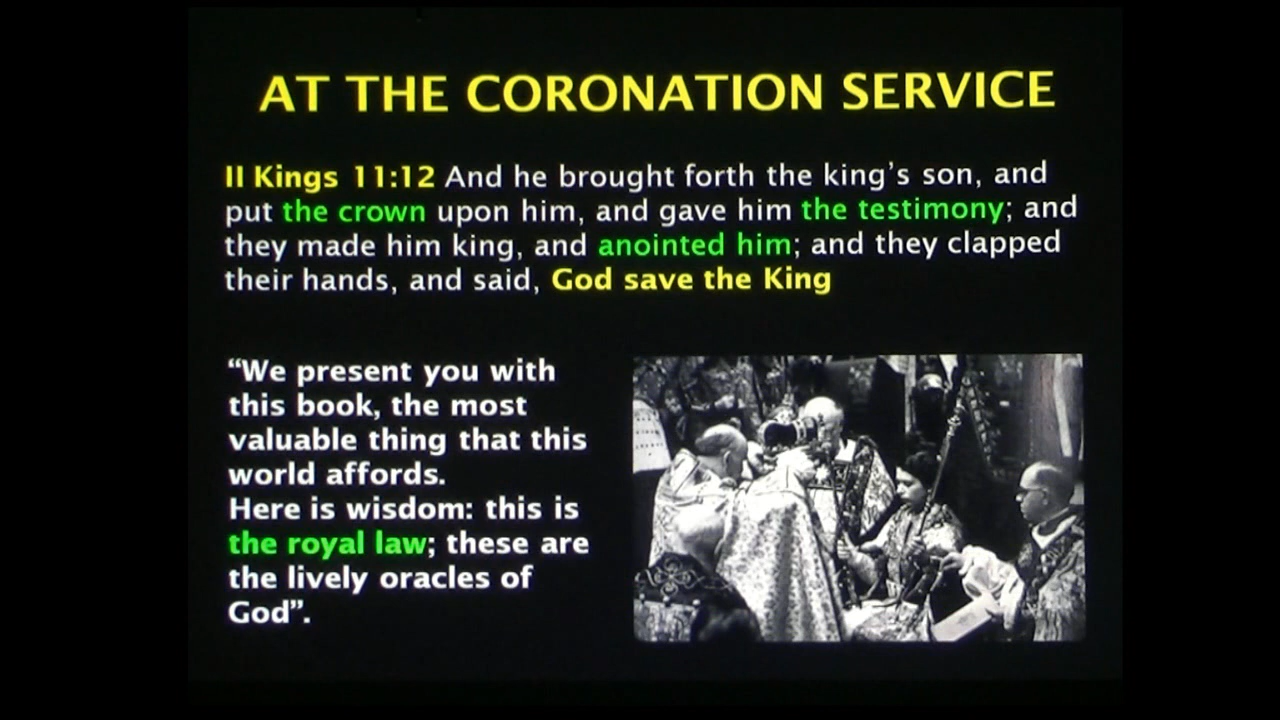 AT THE CORONATION SERVICE
II Kings 11:12 And he brought forth the king's son, and
put the crown upon him, and gave him the testimony; and
they made him king, and anointed him; and they clapped
their hands, and said, God save the King
“We present you with
this book, the most
valuable thing that this
world affords.
Here is wisdom: this is
the royal law; these are
the lively oracles of
God”.